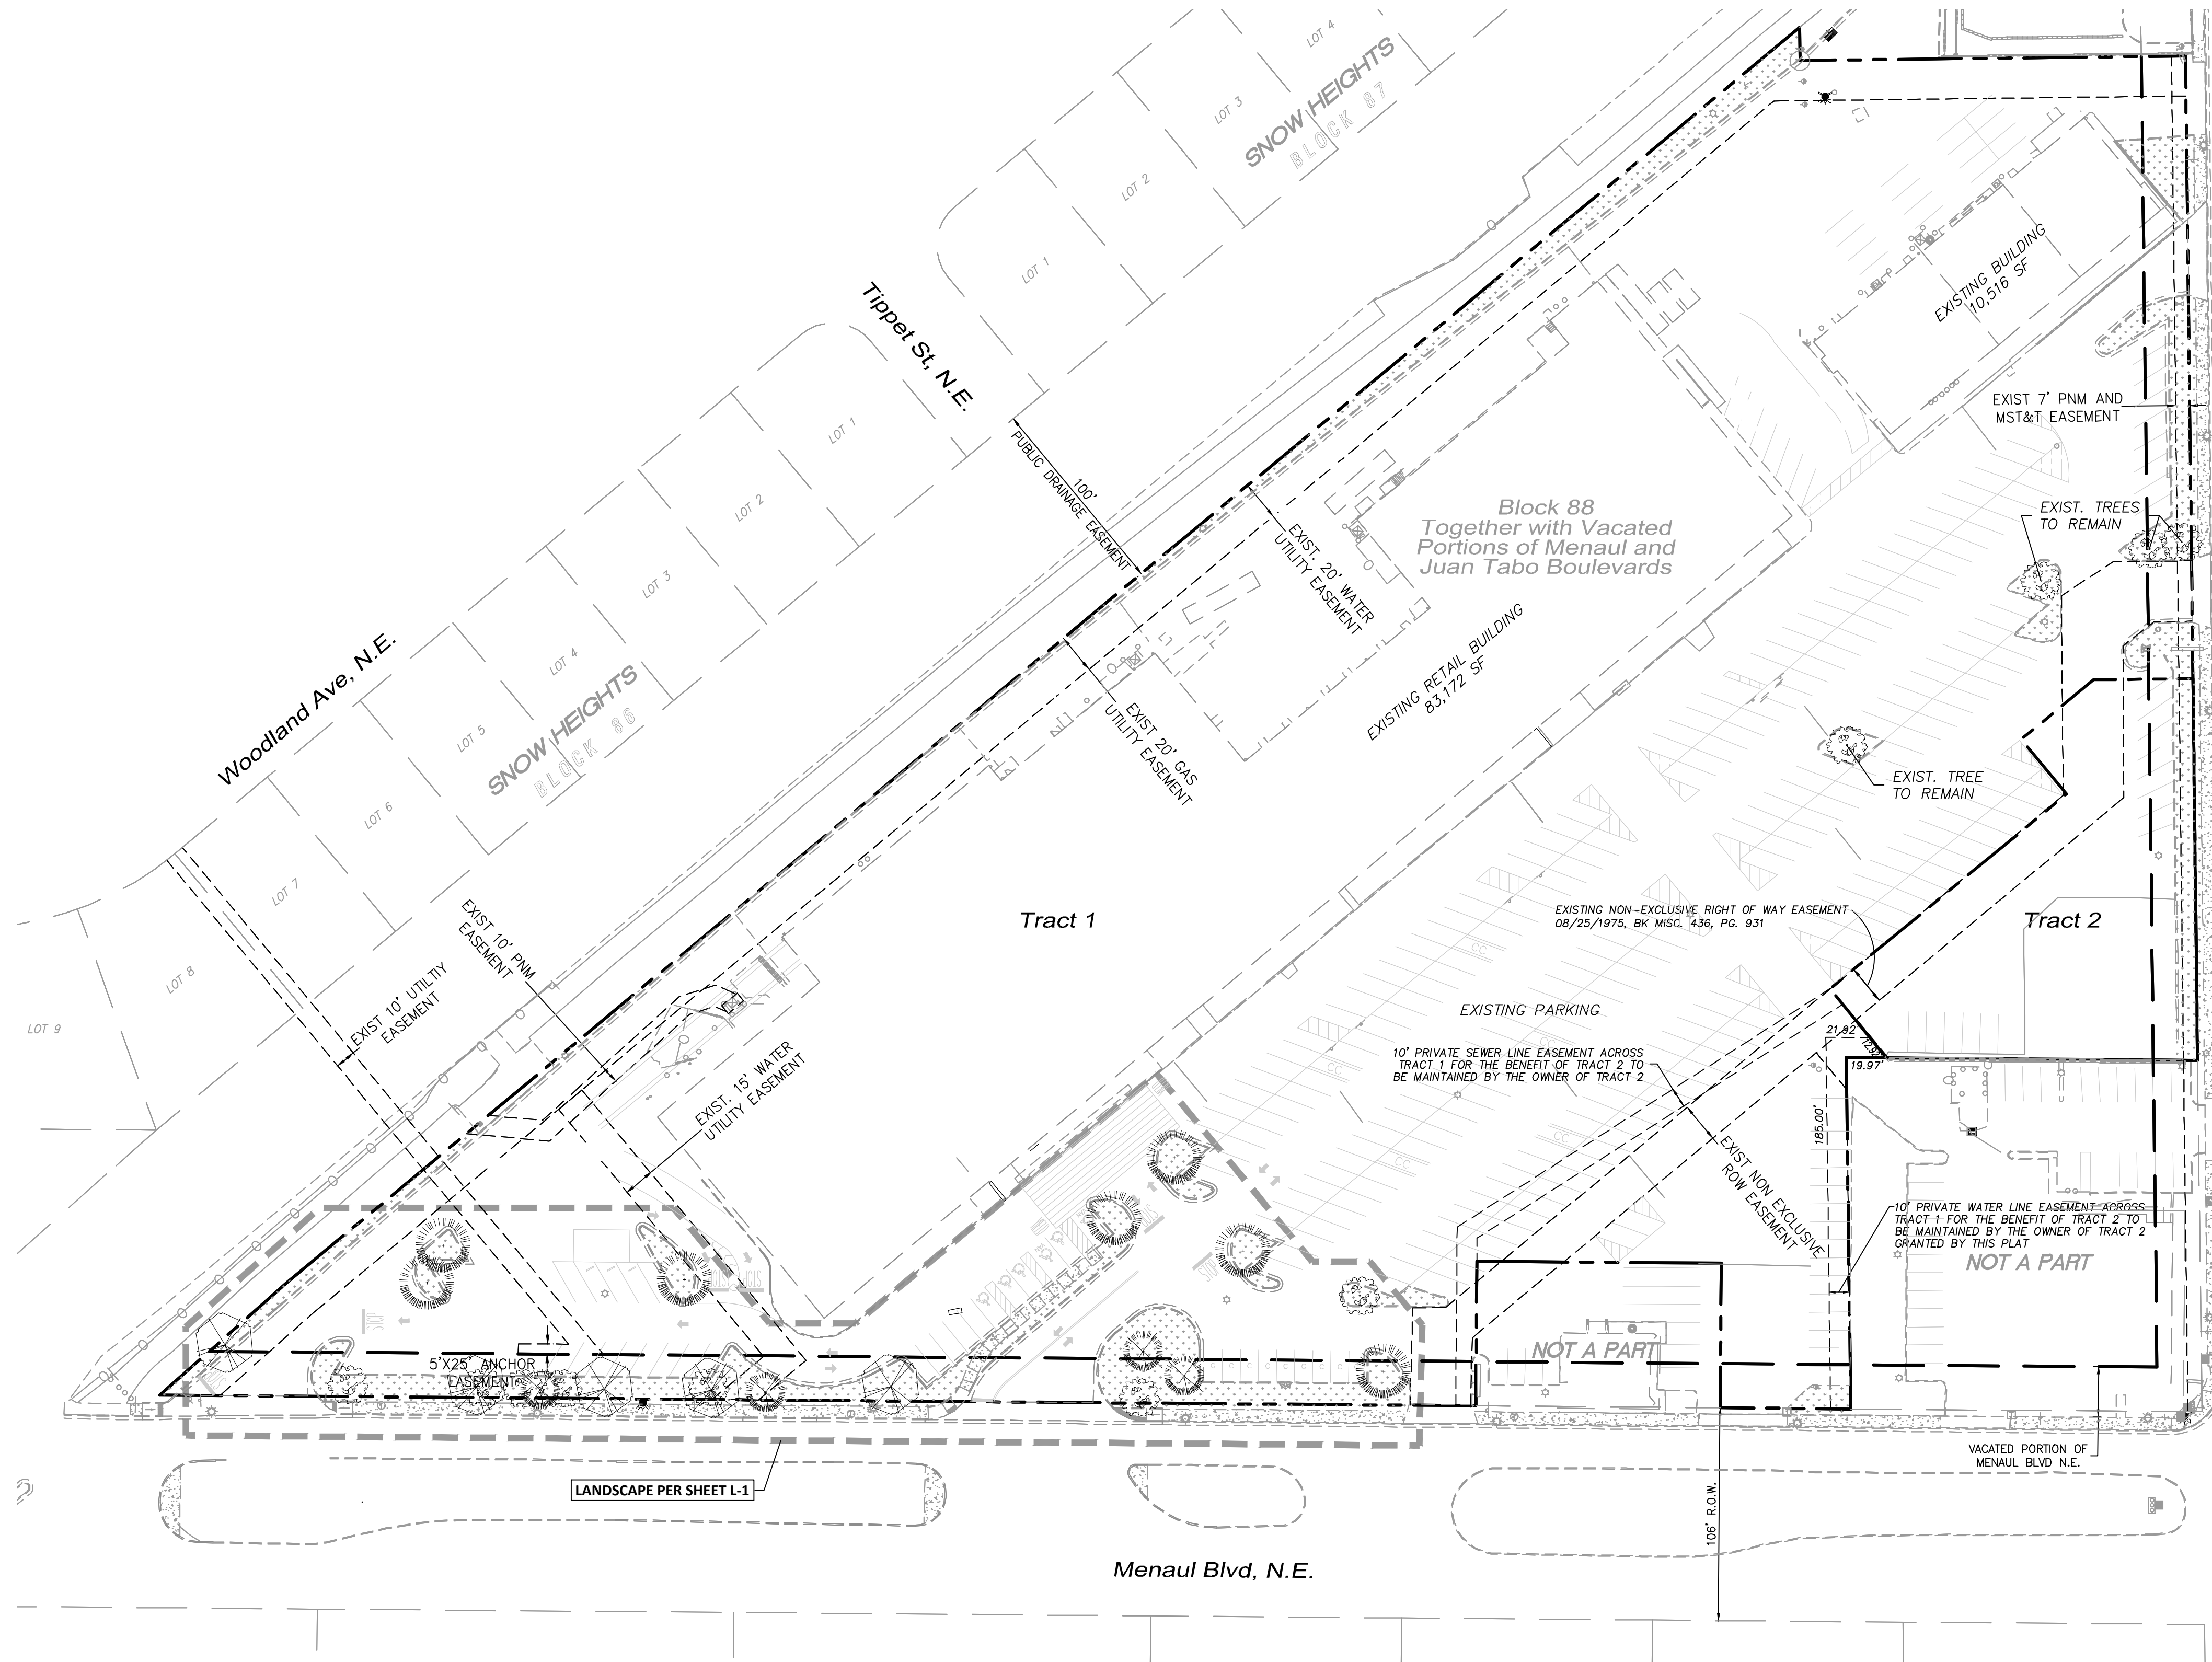 LOT 4
SNOW HEIGHTS
BLOCK 87
LOT 3
LOT 2
LOT 1
Tippet St, N.E.
EXISTING BUILDING
10,516 SF
EXIST 7' PNM AND
MST&T EASEMENT
LOT 1
LOT 2
LOT 3
LOT 4
LOT 5
LOT 6
LOT 7
LOT 8
LOT 9
SNOW HEIGHTS
BLOCK 86
Woodland Ave, N.E.
100'
PUBLIC DRAINAGE EASEMENT
EXIST. 20' WATER
UTILITY EASEMENT
Block 88
Together with Vacated
Portions of Menaul and
Juan Tabo Boulevards
EXIST. TREES
TO REMAIN
EXISTING RETAIL BUILDING
83,172 SF
EXIST 20' GAS
UTILITY EASEMENT
EXIST. TREE
TO REMAIN
Tract 1
EXISTING NON-EXCLUSIVE RIGHT OF WAY EASEMENT
08/25/1975, BK MISC. 436, PG. 931
Tract 2
EXIST 10' PNM
EASEMENT
EXIST 10' UTILTIY
EASEMENT
CC
EXISTING PARKING
EXIST. 15' WATER
UTILITY EASEMENT
10' PRIVATE SEWER LINE EASEMENT ACROSS
TRACT 1 FOR THE BENEFIT OF TRACT 2 TO
BE MAINTAINED BY THE OWNER OF TRACT 2
21.92'
12.92'
19.97'
CC
CC
CC
185.00'
EXIST NON EXCLUSIVE
ROW EASEMENT
10' PRIVATE WATER LINE EASEMENT ACROSS
TRACT 1 FOR THE BENEFIT OF TRACT 2 TO
BE MAINTAINED BY THE OWNER OF TRACT 2
GRANTED BY THIS PLAT
NOT A PART
STOP
STOP
NOT A PART
5'X25' ANCHOR
EASEMENT
VACATED PORTION OF
MENAUL BLVD N.E.
LANDSCAPE PER SHEET L-1
106' R.O.W.
Menaul Blvd, N.E.